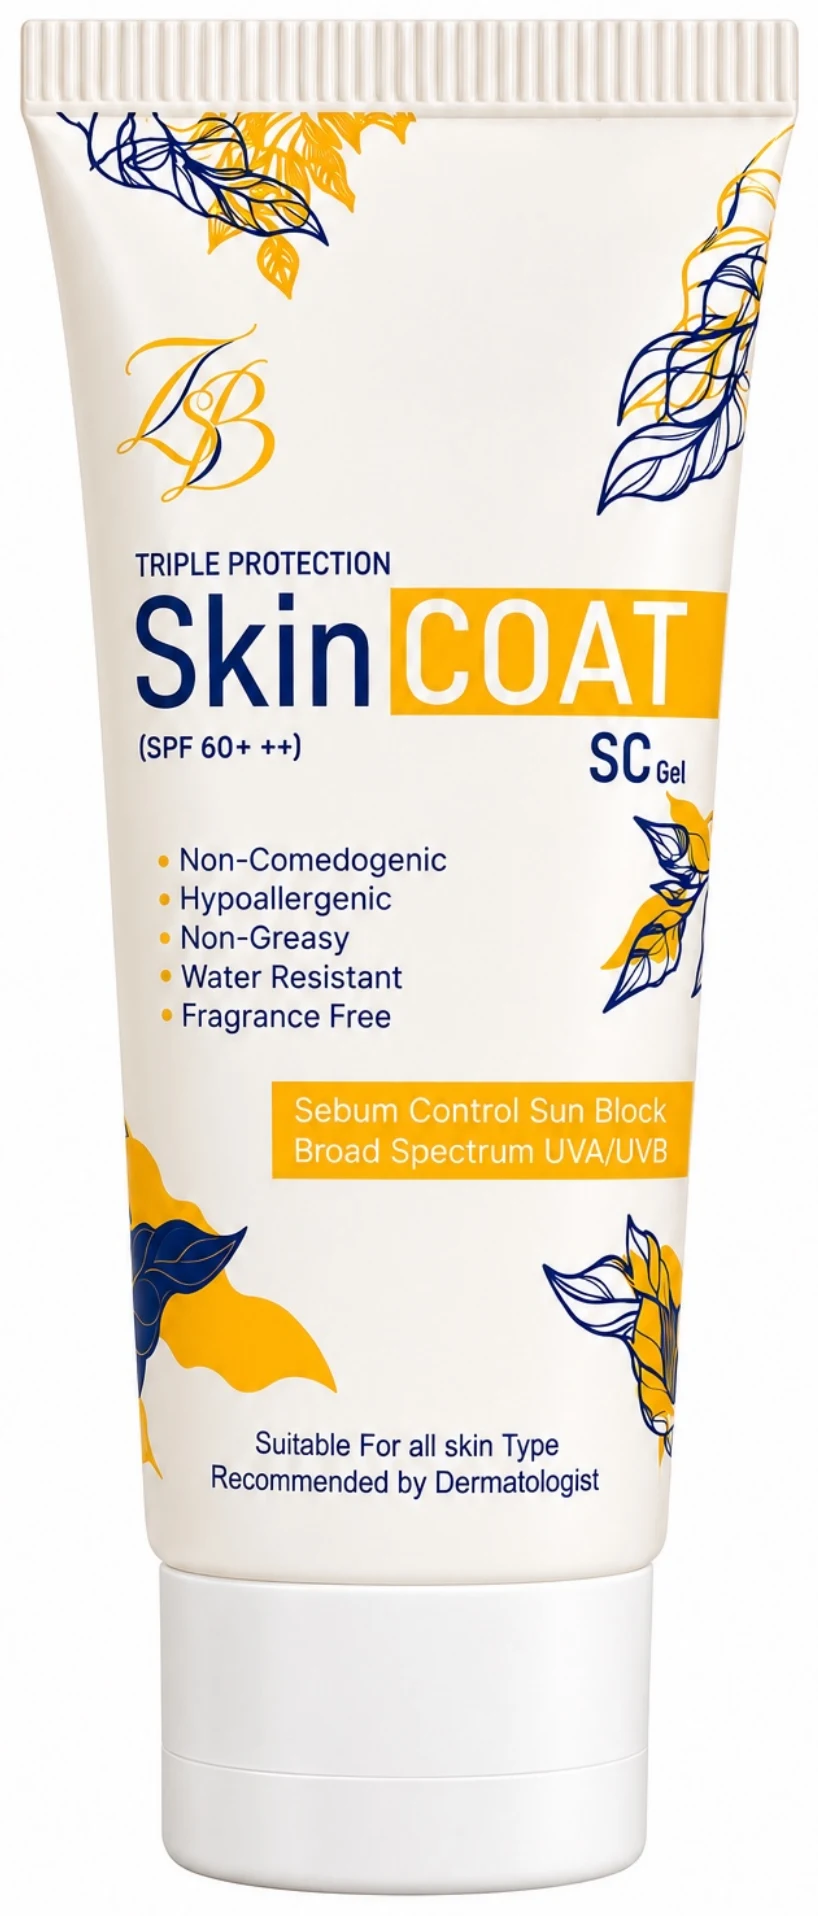 ZSB
TRIPLE PROTECTION
Skin COAT
(SPF 60+ ++)
SC Gel
• Non-Comedogenic
• Hypoallergenic
• Non-Greasy
• Water Resistant
• Fragrance Free
Sebum Control Sun Block
Broad Spectrum UVA/UVB
Suitable For all skin Type
Recommended by Dermatologist